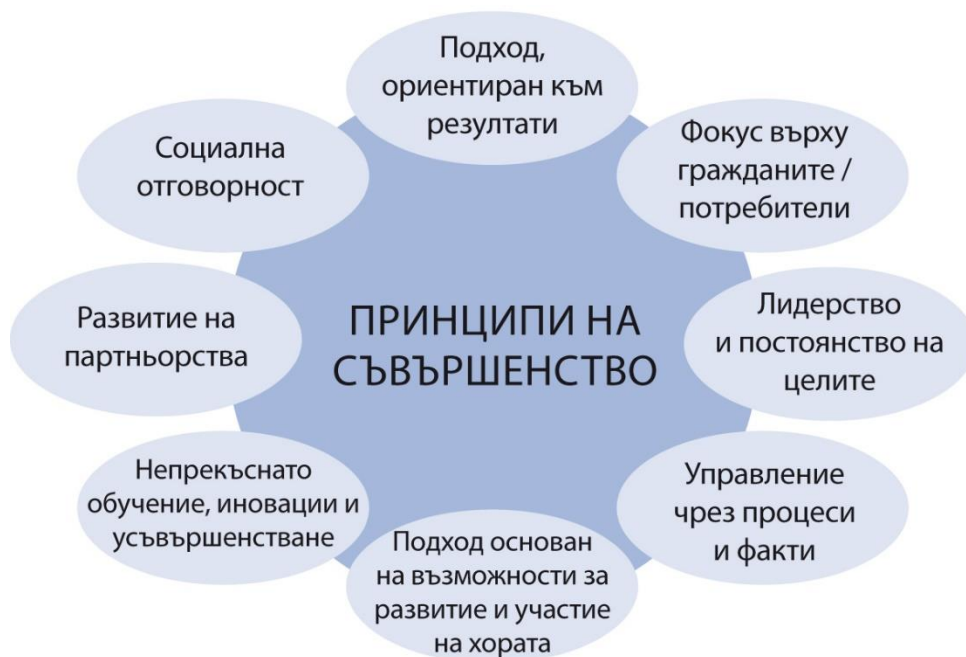 Подход,
ориентиран към
резултати
Фокус върху
гражданите /
потребители
Лидерство
и постоянство на
целите
Управление
чрез процеси
и факти
Подход основан
на възможности за
развитие и участие
на хората
Непрекъснато
обучение, иновации и
усъвършенстване
Развитие на
партньорства
Социална
отговорност
ПРИНЦИПИ НА
СЪВЪРШЕНСТВО